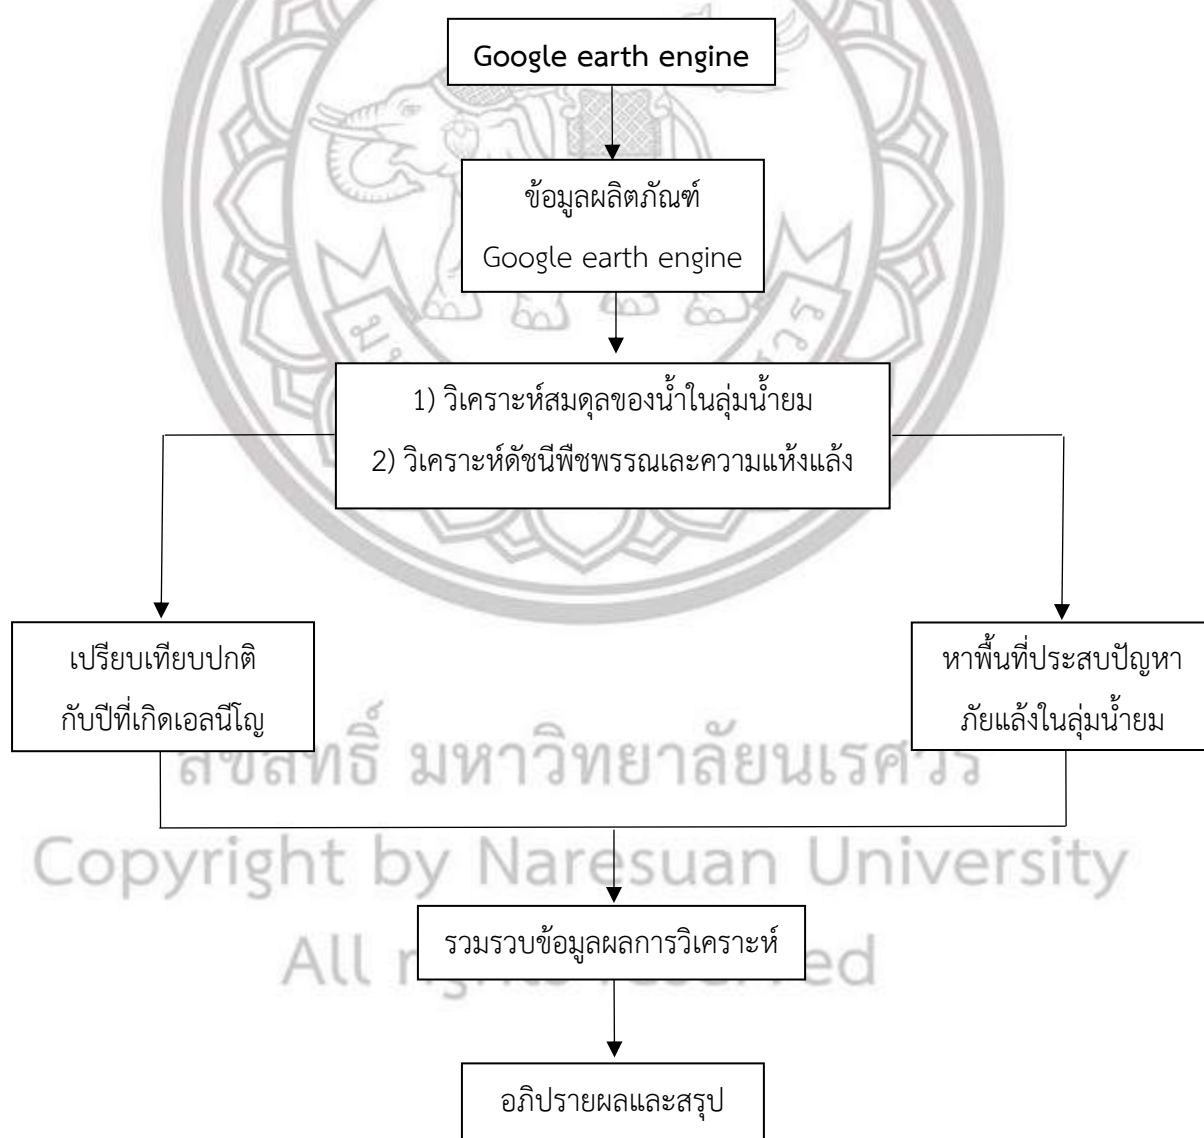 Google earth engine
ข้อมูลผลิตภัณฑ์
Google earth engine
1) วิเคราะห์สมดุลของน้ำในลุ่มน้ำยม
2) วิเคราะห์ดัชนีพืชพรรณและความแห้งแล้ง
เปรียบเทียบปกติ
กับปีที่เกิดเอลนีโญ
หาพื้นที่ประสบปัญหา
ภัยแล้งในลุ่มน้ำยม
มหาวิทยาลัยนเรศวร
Copyright by Naresuan University
รวมรวบข้อมูลผลการวิเคราะห์
All
อภิปรายผลและสรุป